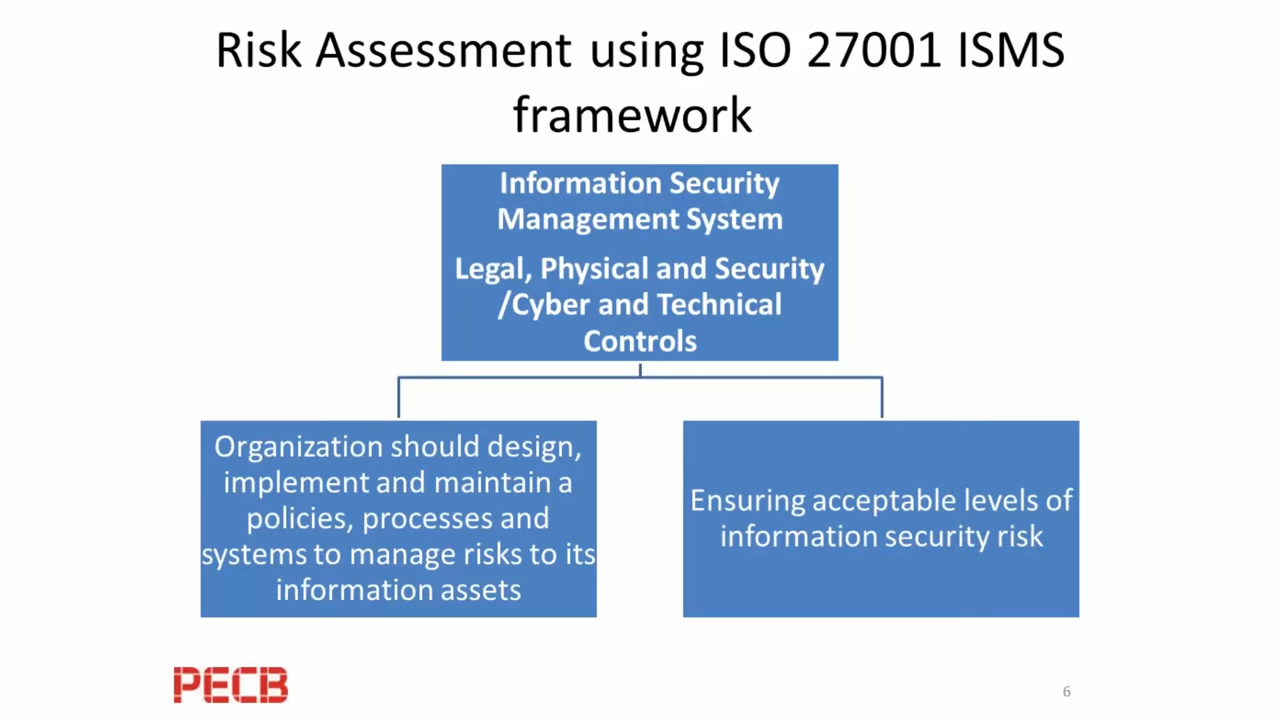 Risk Assessment using ISO 27001 ISMS
framework
Information Security
Management System
Legal, Physical and Security
/Cyber and Technical
Controls
Organization should design,
implement and maintain a
policies, processes and
systems to manage risks to its
information assets
Ensuring acceptable levels of
information security risk
PECB
6